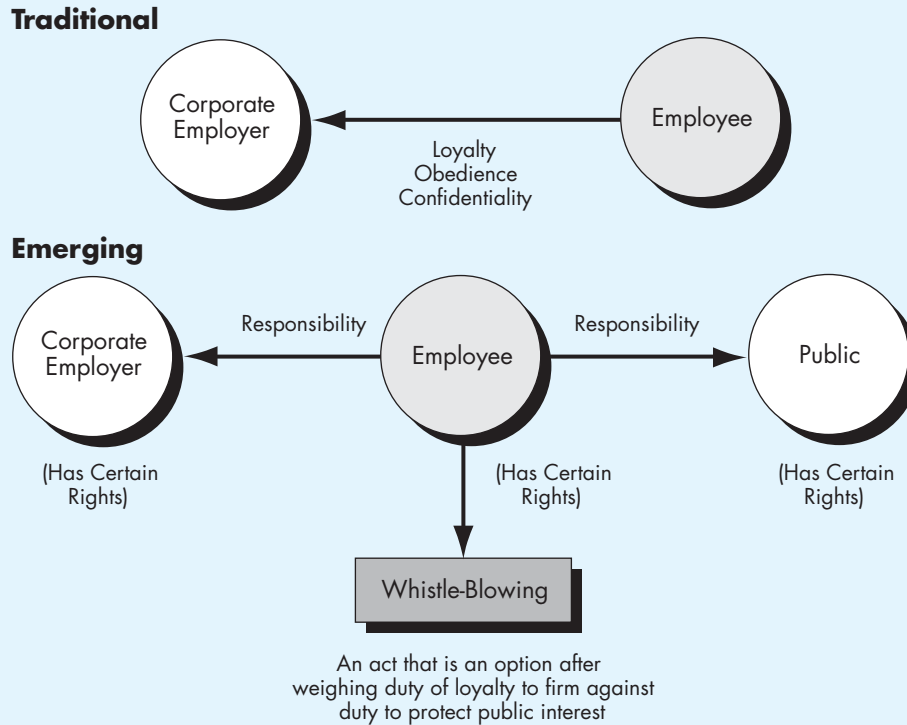 Traditional
Corporate
Employer
Employee
Loyalty
Obedience
Confidentiality
Emerging
Corporate
Employer
Responsibility
Employee
Responsibility
Public
(Has Certain
Rights)
(Has Certain
Rights)
(Has Certain
Rights)
Whistle-Blowing
An act that is an option after
weighing duty of loyalty to firm against
duty to protect public interest